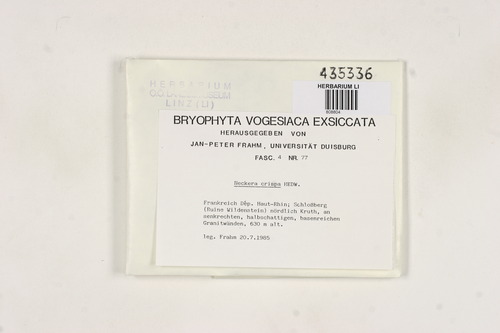 435336
HERBARIUM LI
HERBARIUM
OÖ LANDESMUSEUM
LINZ (LI)
BRYOPHYTA VOGESIACA EXSICCATA
HERAUSGEGEBEN VON
JAN-PETER FRAHM, UNIVERSITÄT DUISBURG
FASC. 4 NR. 77
Neckera crispa HEDW.
Frankreich Dép. Haut-Rhin; Schloßberg
(Ruine Wildenstein) nördlich Kruth, an
senkrechten, halbschattigen, basenreichen
Granitwänden, 630 m alt.
leg. Frahm 20.7.1985